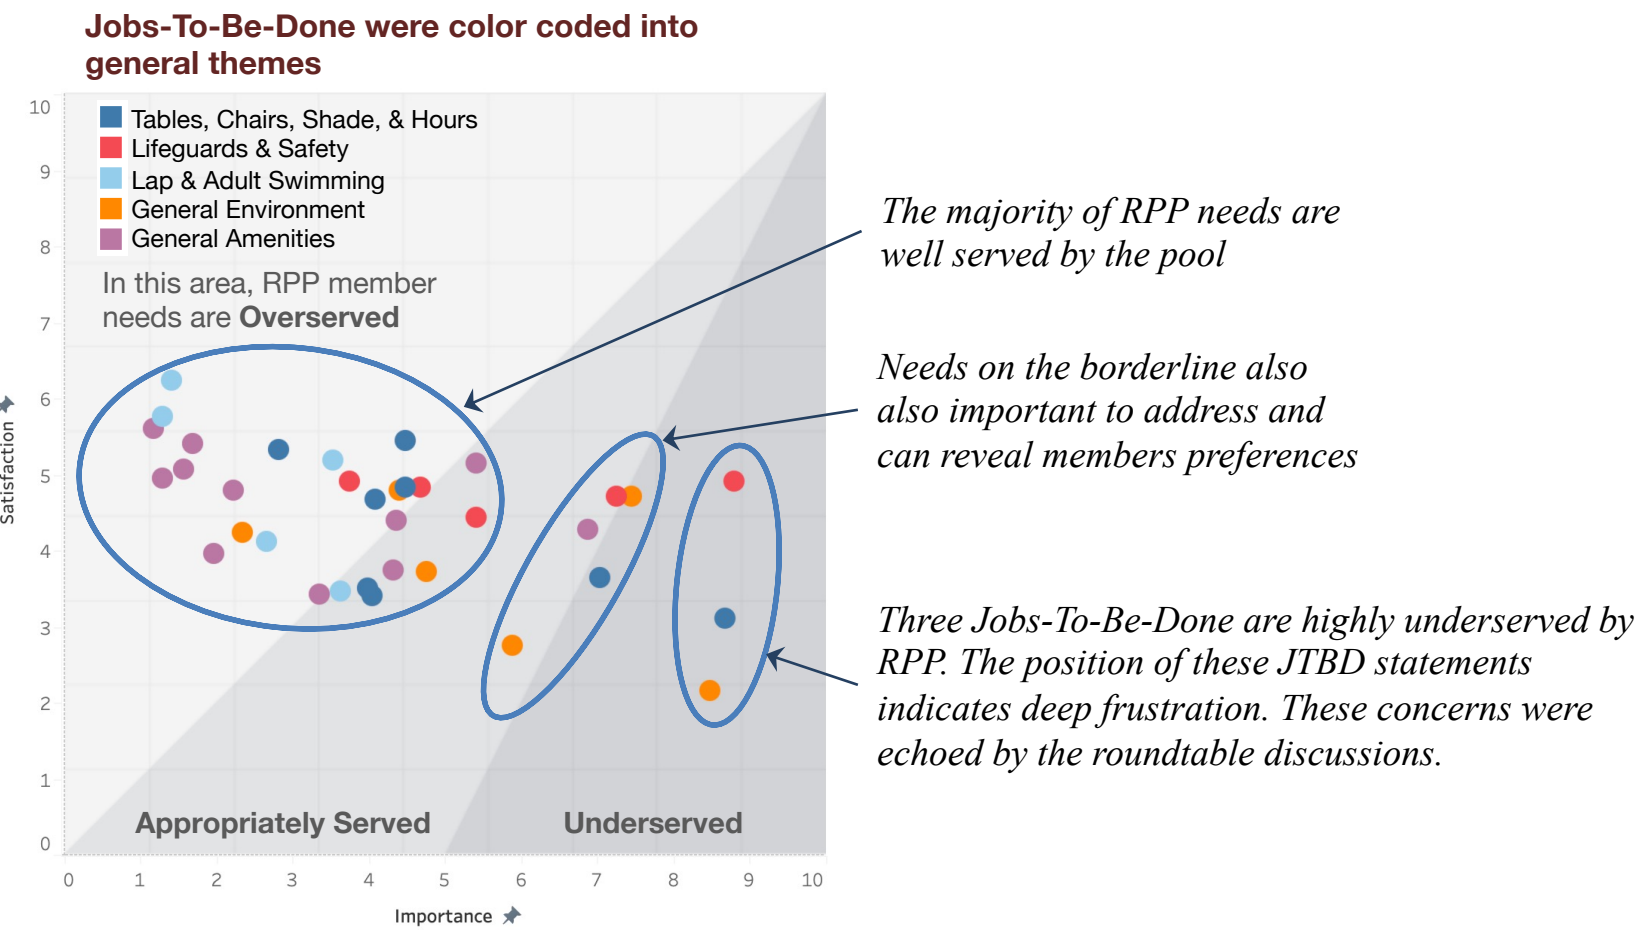 Jobs-To-Be-Done were color coded into
general themes
Tables, Chairs, Shade, & Hours
Lifeguards & Safety
Lap & Adult Swimming
General Environment
General Amenities
In this area, RPP member
needs are Overserved
The majority of RPP needs are
well served by the pool
Needs on the borderline also
also important to address and
can reveal members preferences
Three Jobs-To-Be-Done are highly underserved by
RPP. The position of these JTBD statements
indicates deep frustration. These concerns were
echoed by the roundtable discussions.
Appropriately Served
Underserved
Satisfaction
10
9
8
7
6
5
4
3
2
1
0
0 1 2 3 4 5 6 7 8 9 10
Importance